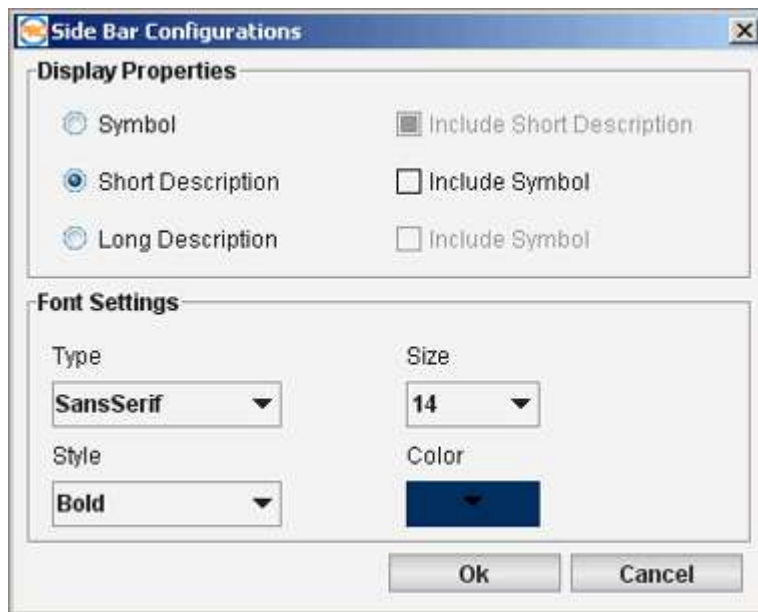 Side Bar Configurations
Display Properties
Symbol
Include Short Description
Short Description
Include Symbol
Long Description
Include Symbol
Font Settings
Type
Size
SansSerif
14
Style
Color
Bold
Ok
Cancel